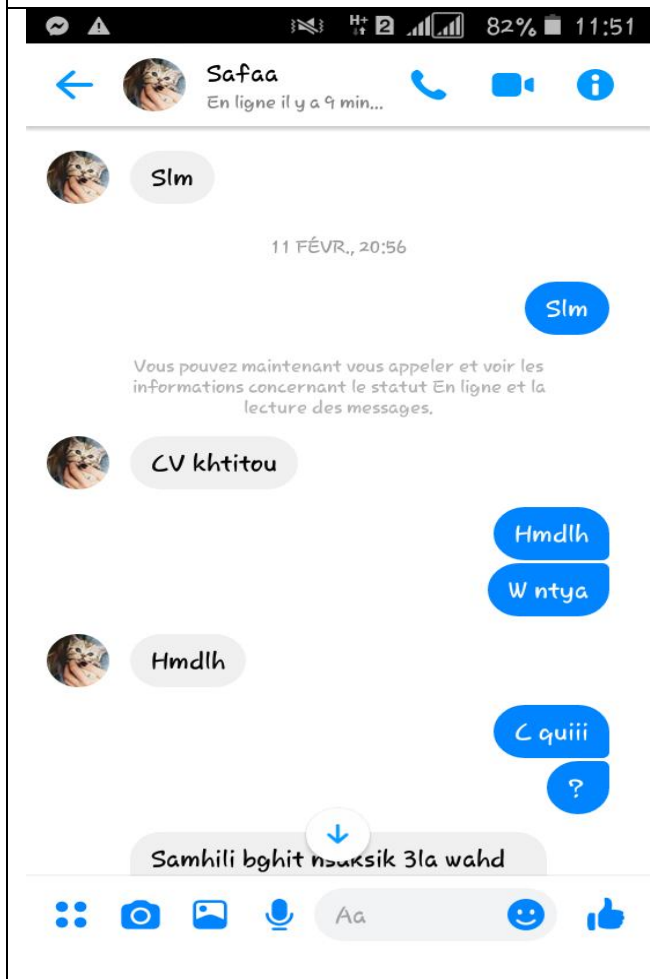 H+ 2 82% 11:51
Safaa
En ligne il y a 9 min...
Slm
11 FÉVR., 20:56
Slm
Vous pouvez maintenant vous appeler et voir les
informations concernant le statut En ligne et la
lecture des messages.
CV khtitou
Hmdlh
W ntya
Hmdlh
C quiii
?
Samhili bghit 3la wahd
Aa